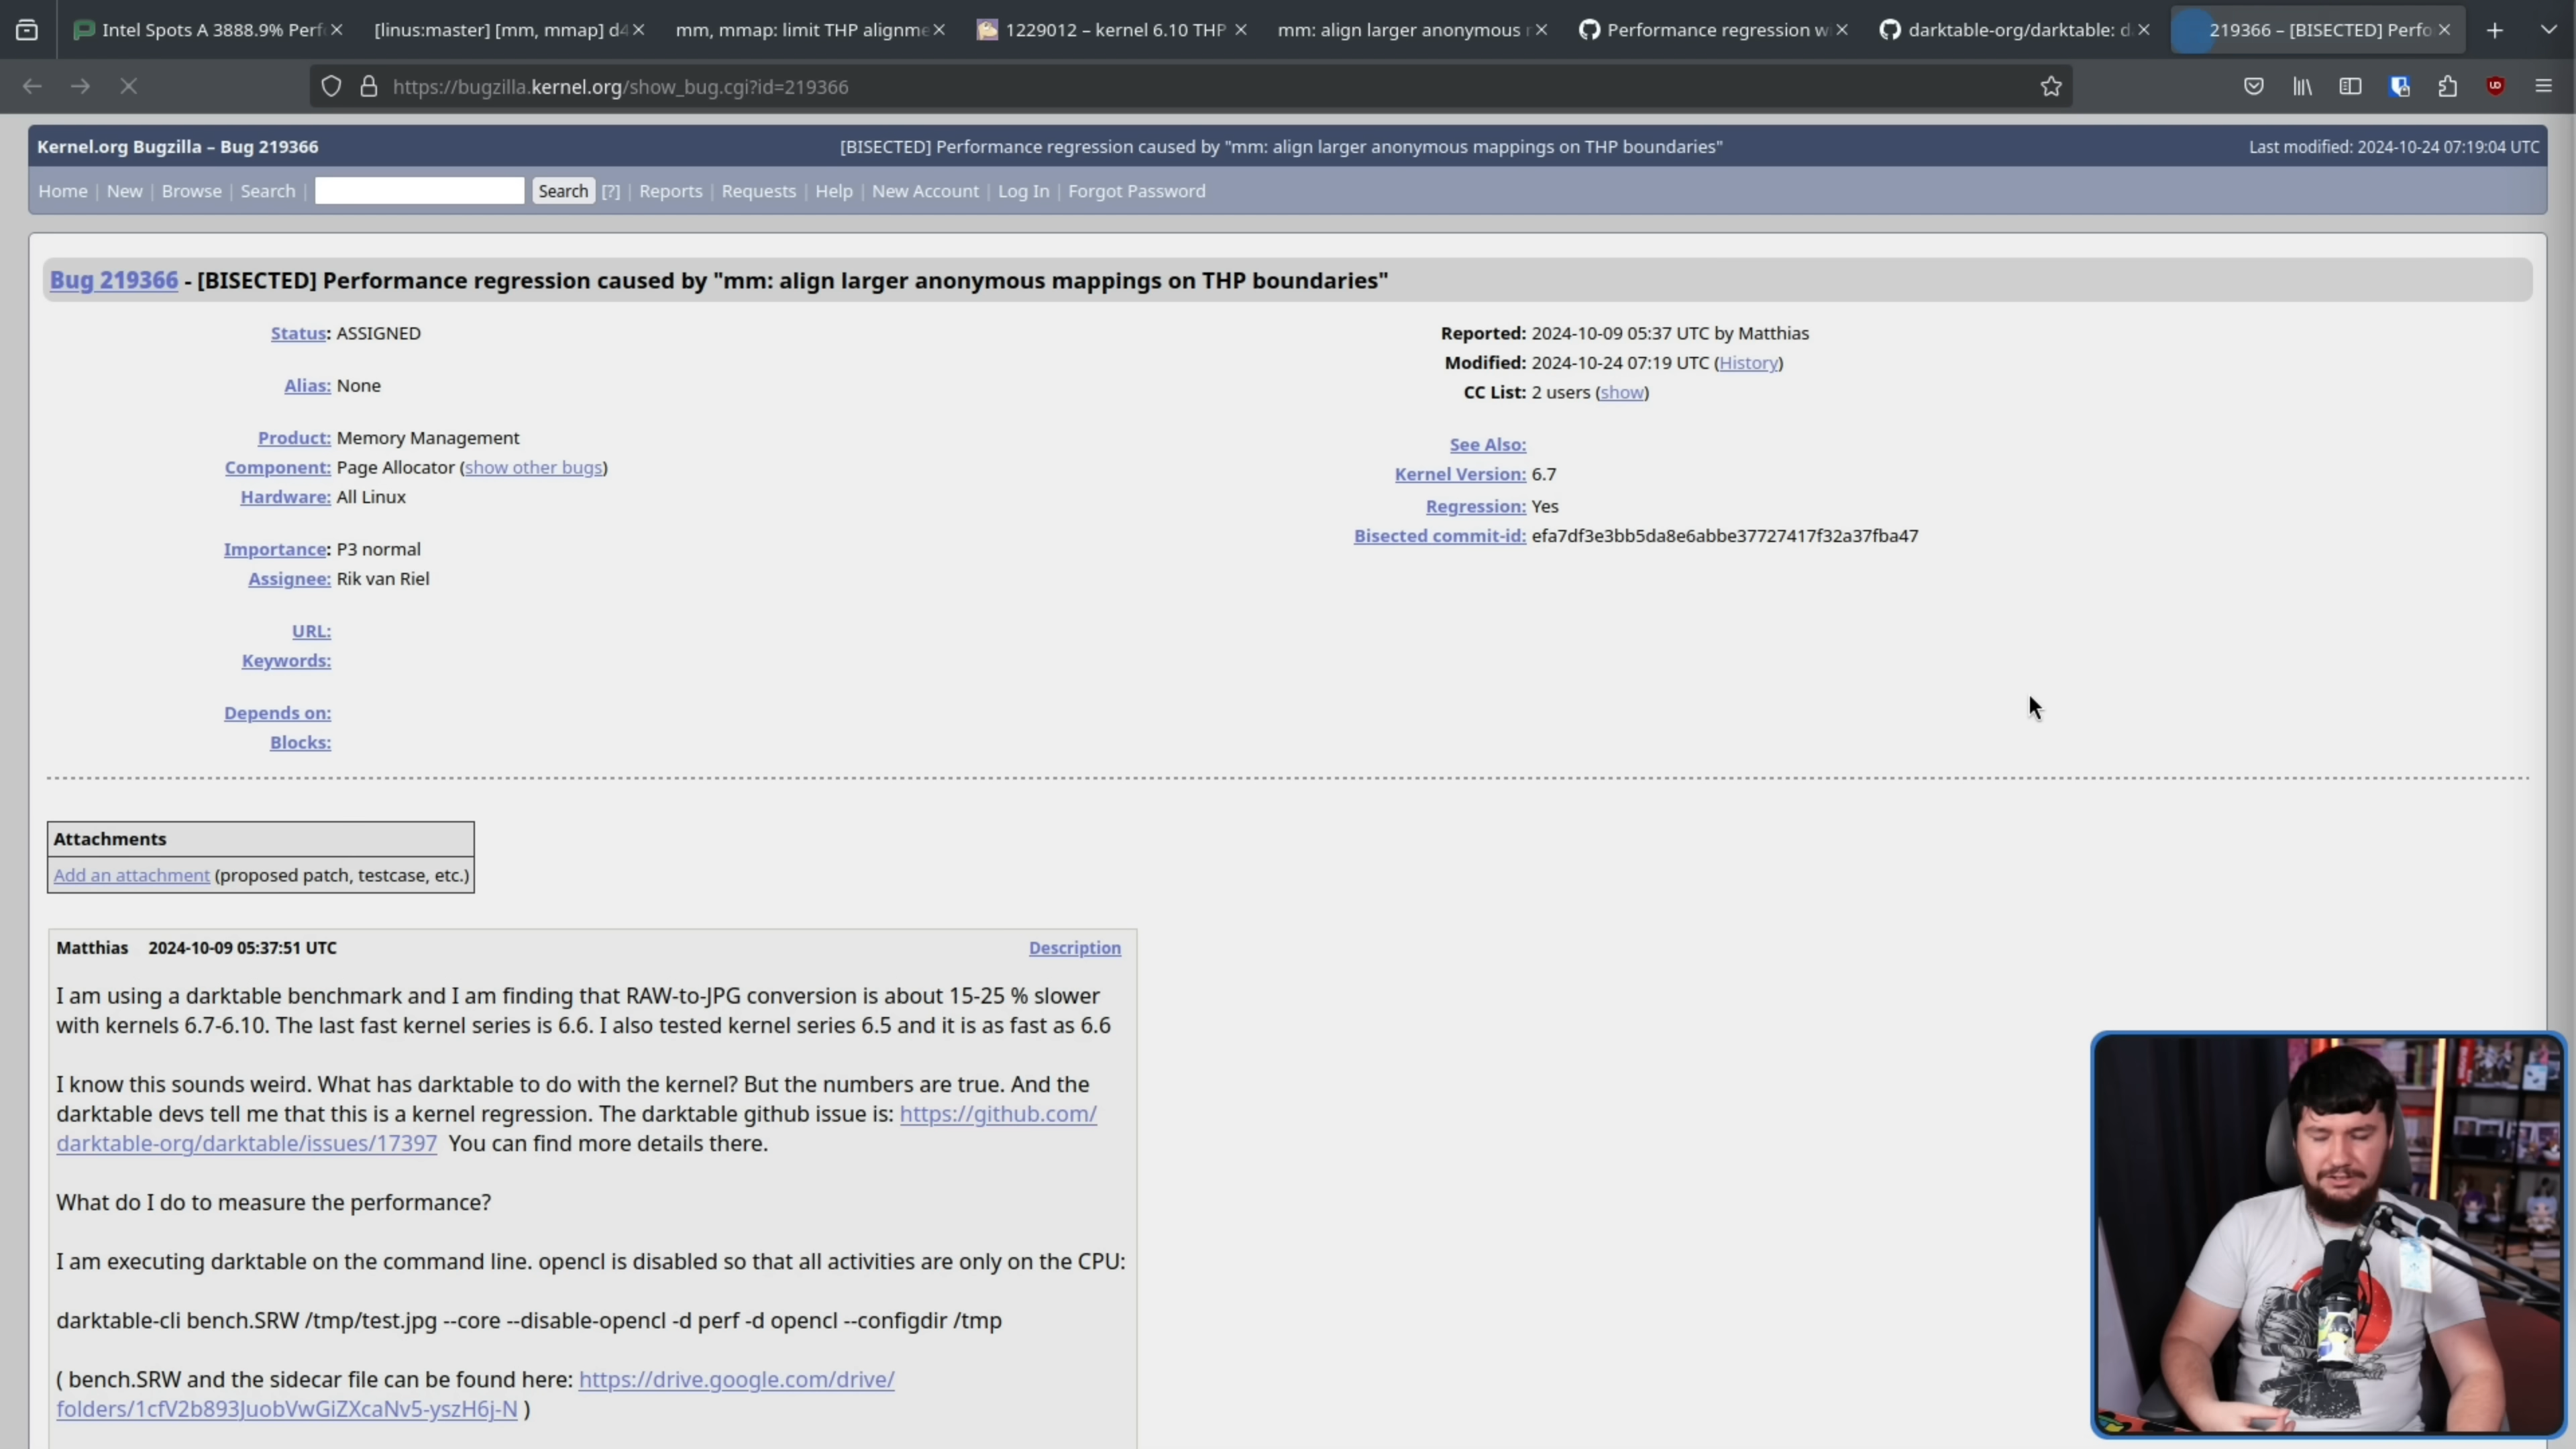 Intel Spots A 3888.9% Perf
[linus:master] [mm, mmap] d4
mm, mmap: limit THP alignme
1229012 – kernel 6.10 THP
mm: align larger anonymous r
Performance regression w
darktable-org/darktable: d
219366 – [BISECTED] Perfo
https://bugzilla.kernel.org/show_bug.cgi?id=219366
Kernel.org Bugzilla – Bug 219366
[BISECTED] Performance regression caused by "mm: align larger anonymous mappings on THP boundaries"
Last modified: 2024-10-24 07:19:04 UTC
Home | New | Browse | Search | Search [?] | Reports | Requests | Help | New Account | Log In | Forgot Password
Bug 219366 - [BISECTED] Performance regression caused by "mm: align larger anonymous mappings on THP boundaries"
Status: ASSIGNED
Alias: None
Product: Memory Management
Component: Page Allocator (show other bugs)
Hardware: All Linux
Importance: P3 normal
Assignee: Rik van Riel
URL:
Keywords:
Depends on:
Blocks:
Reported: 2024-10-09 05:37 UTC by Matthias
Modified: 2024-10-24 07:19 UTC (History)
CC List: 2 users (show)
See Also:
Kernel Version: 6.7
Regression: Yes
Bisected commit-id: efa7df3e3bb5da8e6abbe37727417f32a37fba47
Attachments
Add an attachment (proposed patch, testcase, etc.)
Matthias 2024-10-09 05:37:51 UTC
Description
I am using a darktable benchmark and I am finding that RAW-to-JPG conversion is about 15-25 % slower
with kernels 6.7-6.10. The last fast kernel series is 6.6. I also tested kernel series 6.5 and it is as fast as 6.6
I know this sounds weird. What has darktable to do with the kernel? But the numbers are true. And the
darktable devs tell me that this is a kernel regression. The darktable github issue is: https://github.com/
darktable-org/darktable/issues/17397 You can find more details there.
What do I do to measure the performance?
I am executing darktable on the command line. opencl is disabled so that all activities are only on the CPU:
darktable-cli bench.SRW /tmp/test.jpg --core --disable-opencl -d perf -d opencl --configdir /tmp
( bench.SRW and the sidecar file can be found here: https://drive.google.com/drive/
folders/1cfV2b893JuobVwGiZXcaNv5-yszH6j-N )